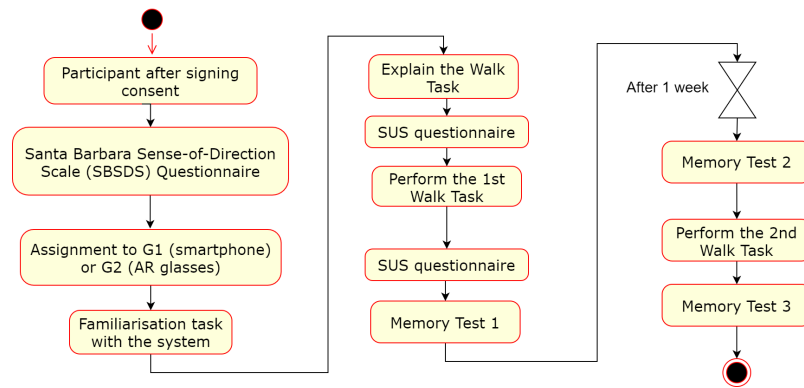 Participant after signing
consent
Santa Barbara Sense-of-Direction
Scale (SBSDS) Questionnaire
Assignment to G1 (smartphone)
or G2 (AR glasses)
Familiarisation task
with the system
Explain the Walk
Task
SUS questionnaire
Perform the 1st
Walk Task
SUS questionnaire
Memory Test 1
After 1 week
Memory Test 2
Perform the 2nd
Walk Task
Memory Test 3